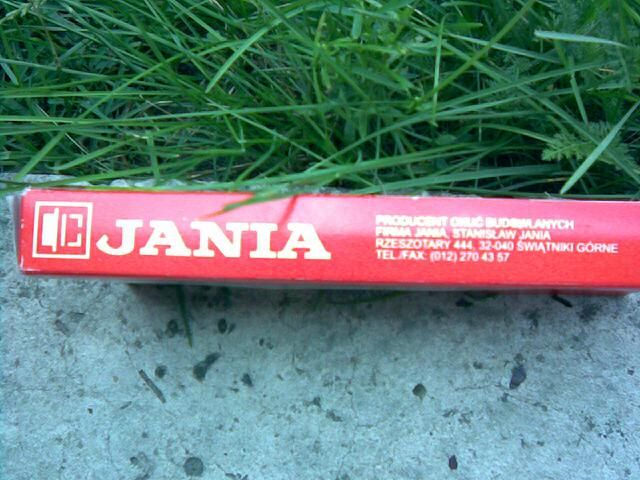 JANIA
PRODUCENT OKUĆ BUDOWLANYCH
FIRMA JANIA, STANISŁAW JANIA
RZESZOTARY 444, 32-040 ŚWIĄTNIKI GÓRNE
TEL./FAX: (012) 270 43 57